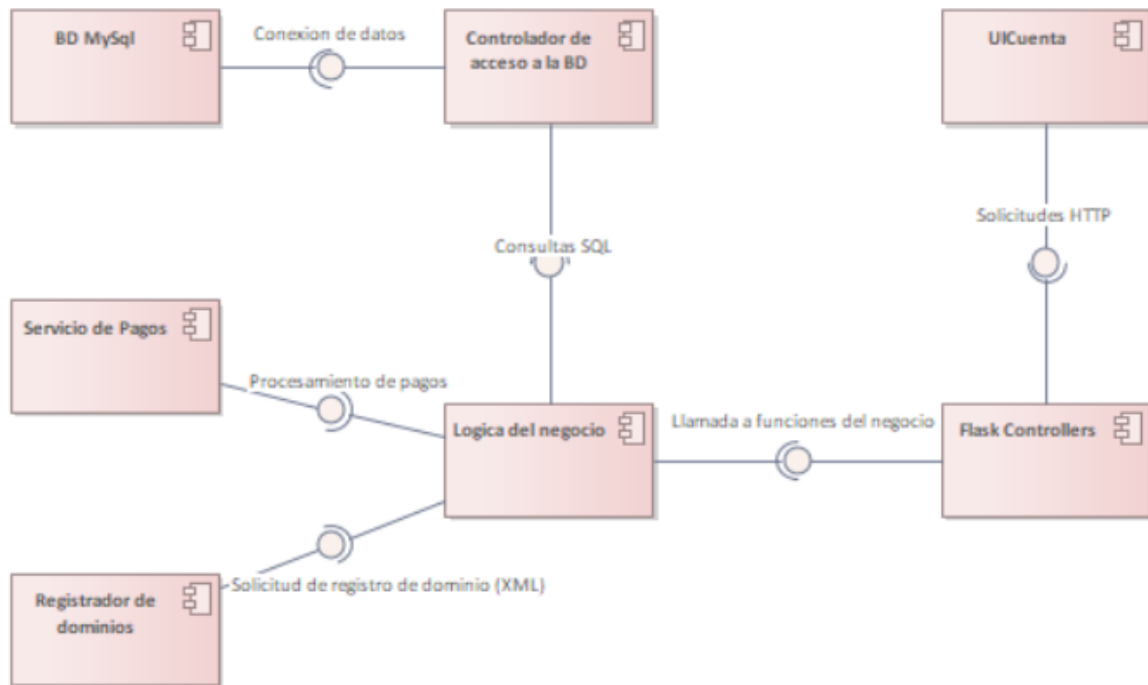 BD MySql
Conexion de datos
Controlador de
acceso a la BD
UICuenta
Consultas SQL
Solicitudes HTTP
Servicio de Pagos
Procesamiento de pagos
Logica del negocio
Llamada a funciones del negocio
Flask Controllers
Solicitud de registro de dominio (XML)
Registrador de
dominios